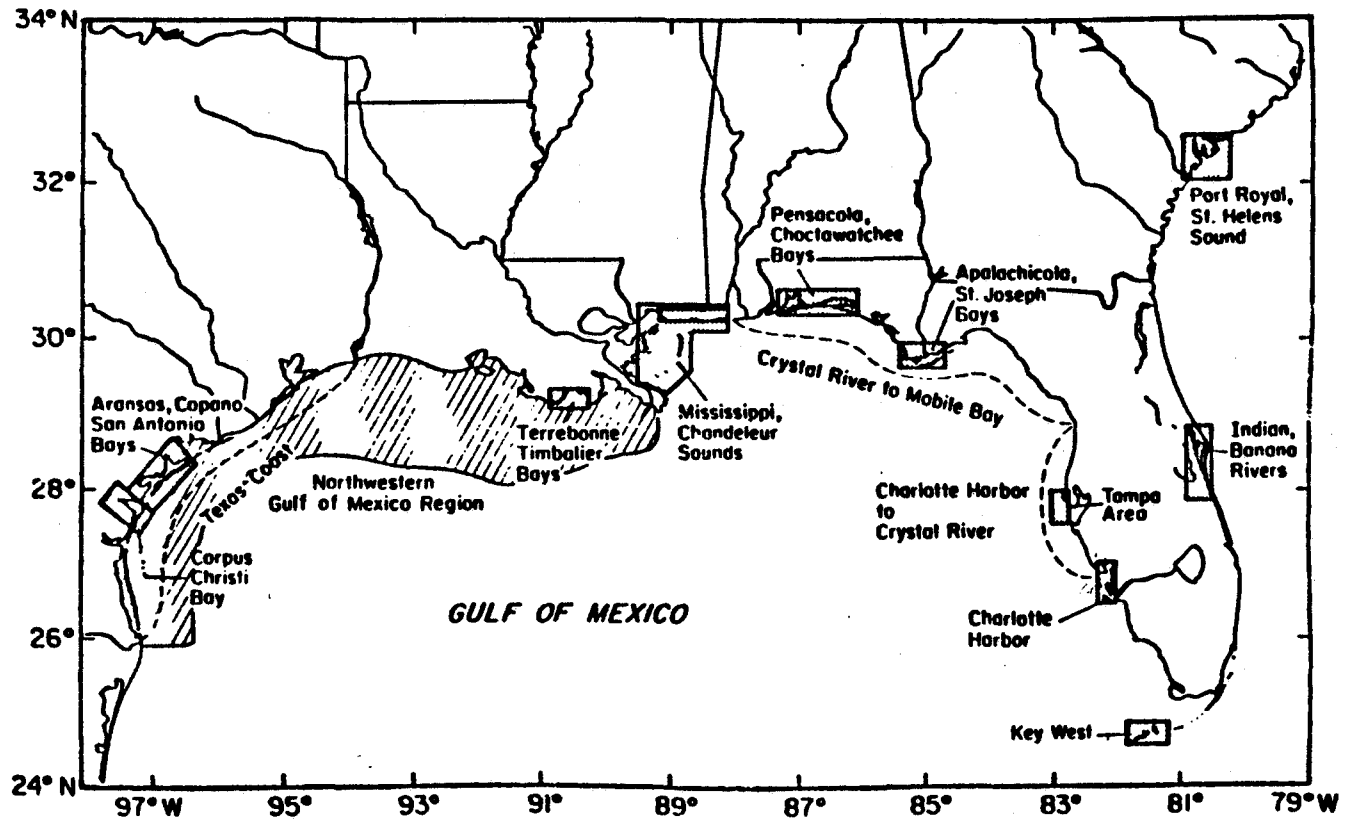 34° N
32°
30°
28°
26°
24° N
97° W
95°
93°
91°
89°
87°
85°
83°
81°
79° W
Port Royal,
St. Helens
Sound
Pensacola,
Choctawatchee
Bays
Apalachicola,
St. Joseph
Bays
Crystal River to Mobile Bay
Aransas, Copano
San Antonio
Bays
Texas Coast
Terrebonne
Timbalier
Bays
Mississippi,
Chandeleur
Sounds
Northwestern
Gulf of Mexico Region
Indian,
Banana
Rivers
Charlotte Harbor
to
Crystal River
Tampa
Area
Corpus
Christi
Bay
GULF OF MEXICO
Charlotte
Harbor
Key West